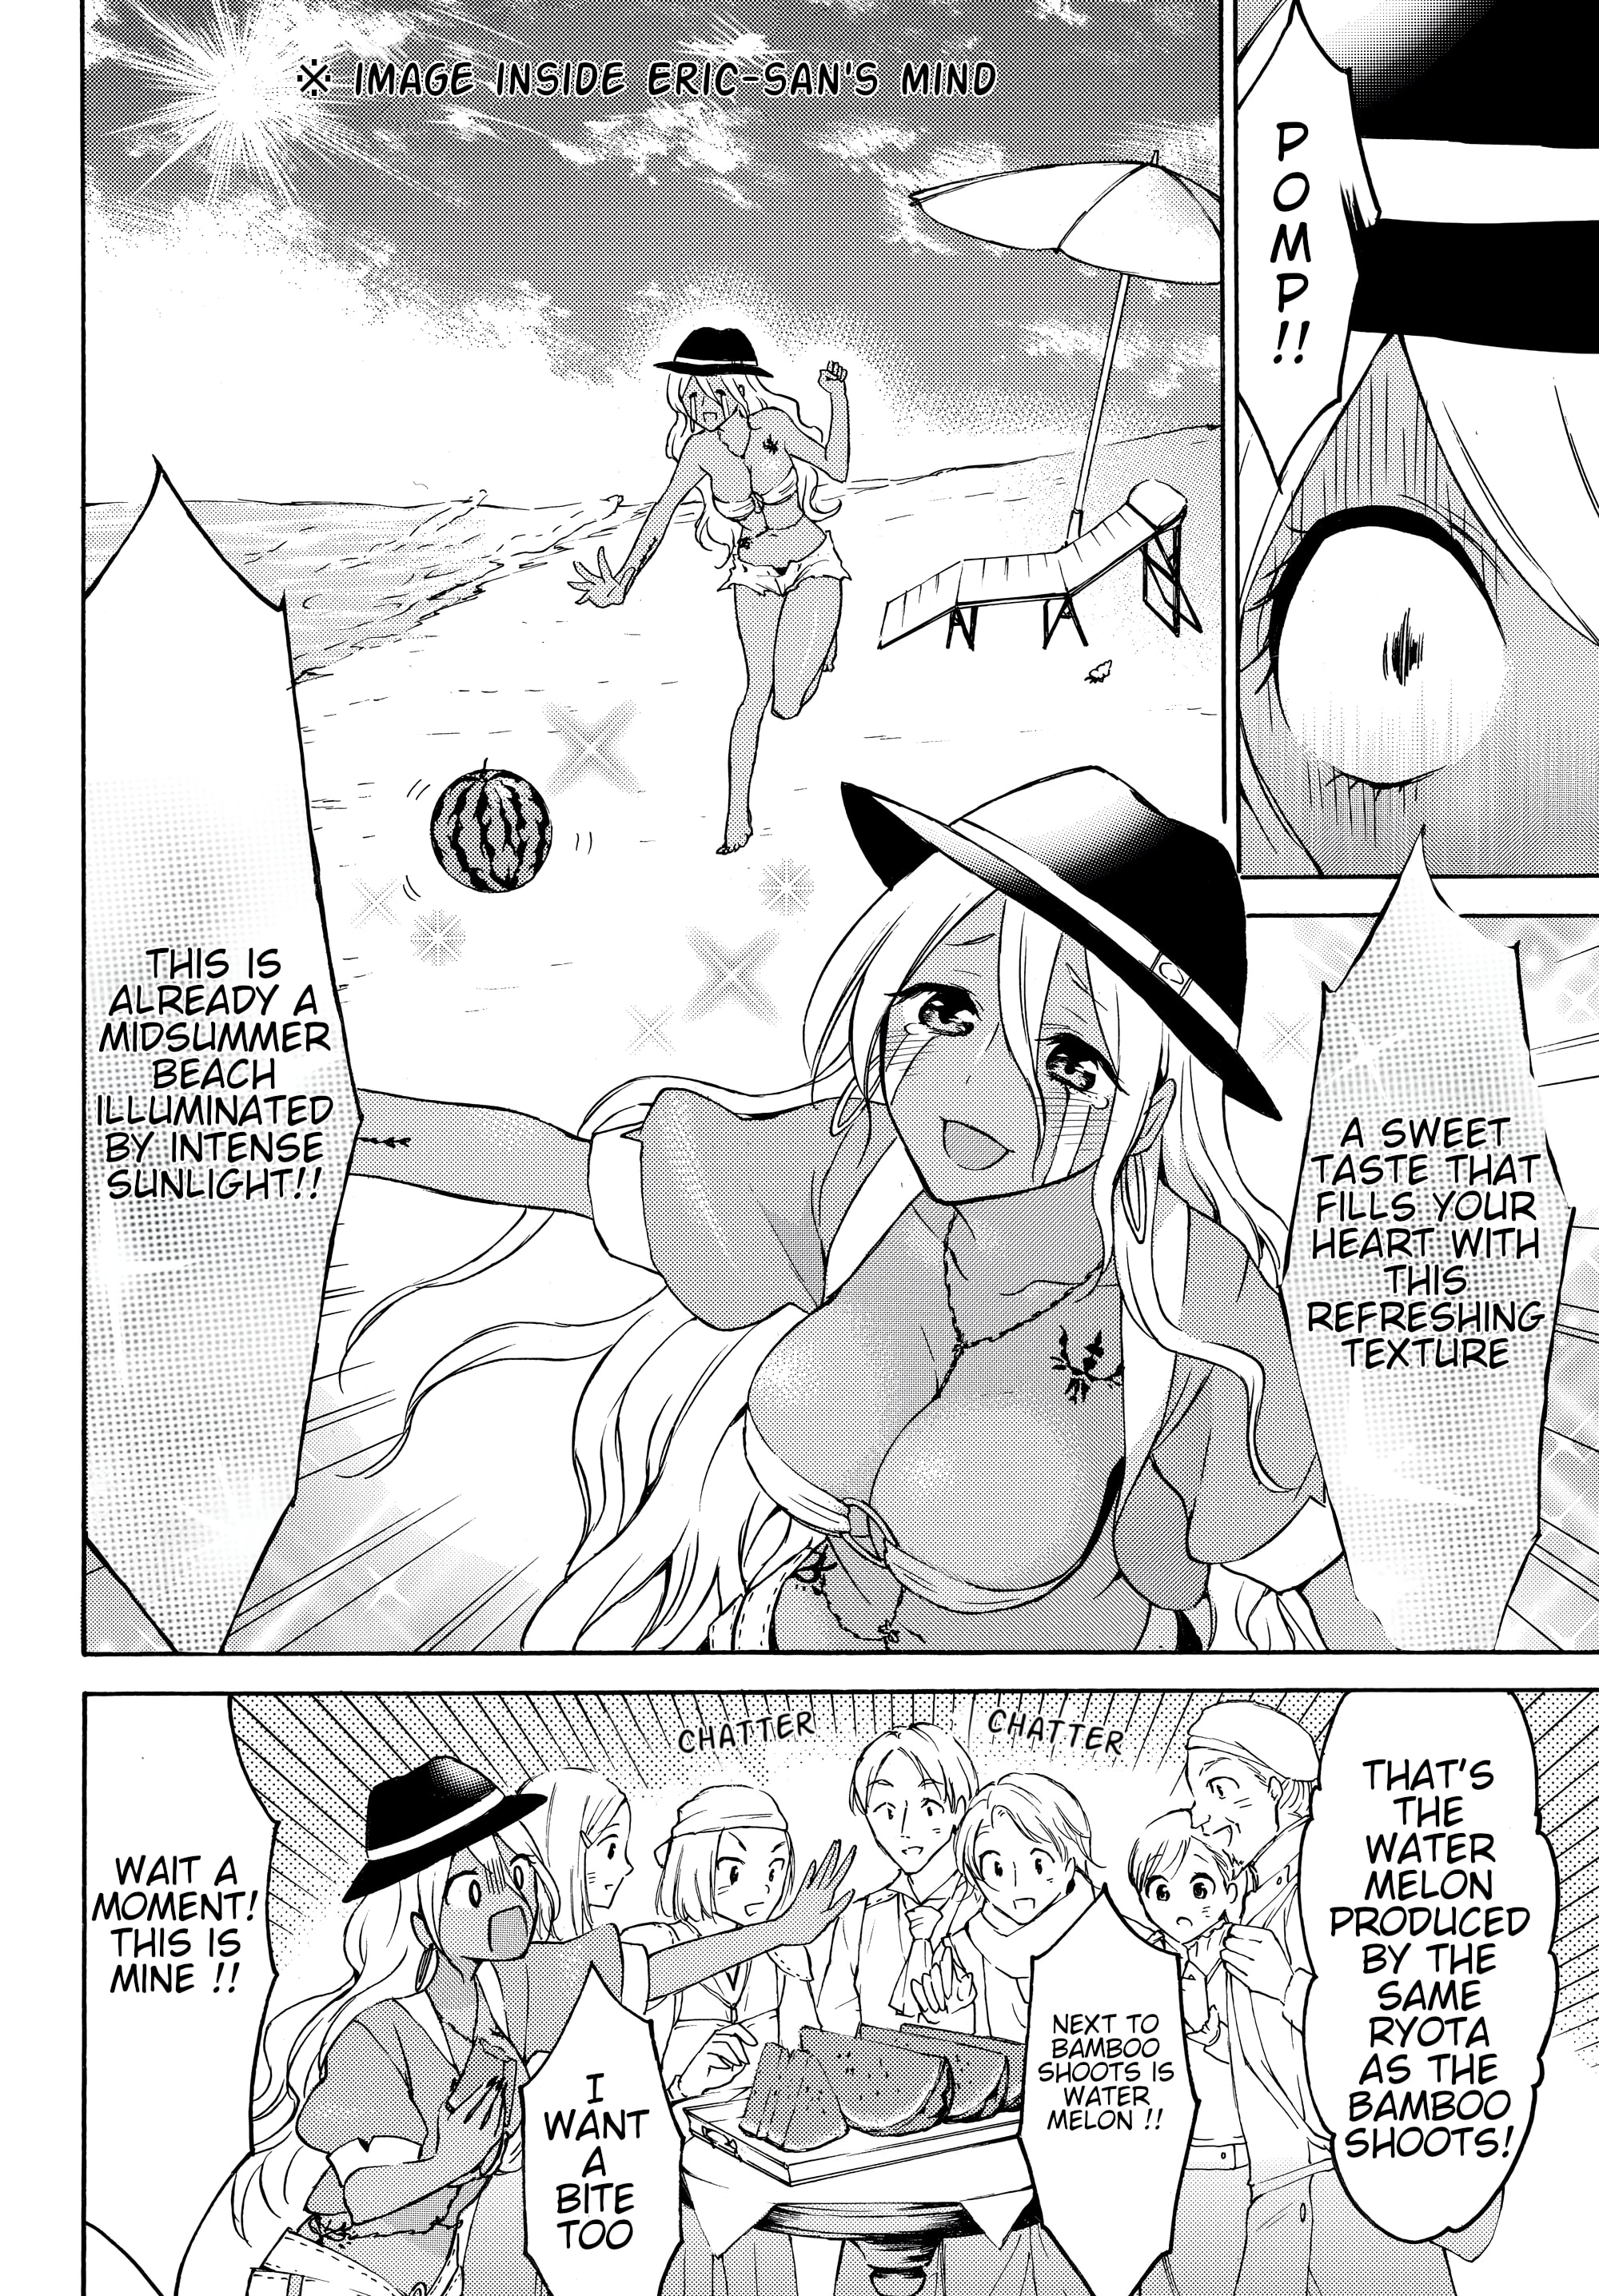 P
O
M
P!!
※ IMAGE INSIDE ERIC-SAN'S MIND
A SWEET
TASTE THAT
FILLS YOUR
HEART WITH
THIS
REFRESHING
TEXTURE
THIS IS
ALREADY A
MIDSUMMER
BEACH
ILLUMINATED
BY INTENSE
SUNLIGHT!!
THAT'S
THE
WATER
MELON
PRODUCED
BY THE
SAME
RYOTA
AS THE
BAMBOO
SHOOTS!
CHATTER
CHATTER
NEXT TO
BAMBOO
SHOOTS IS
WATER
MELON !!
I
WANT
A
BITE
TOO
WAIT A
MOMENT!
THIS IS
MINE !!